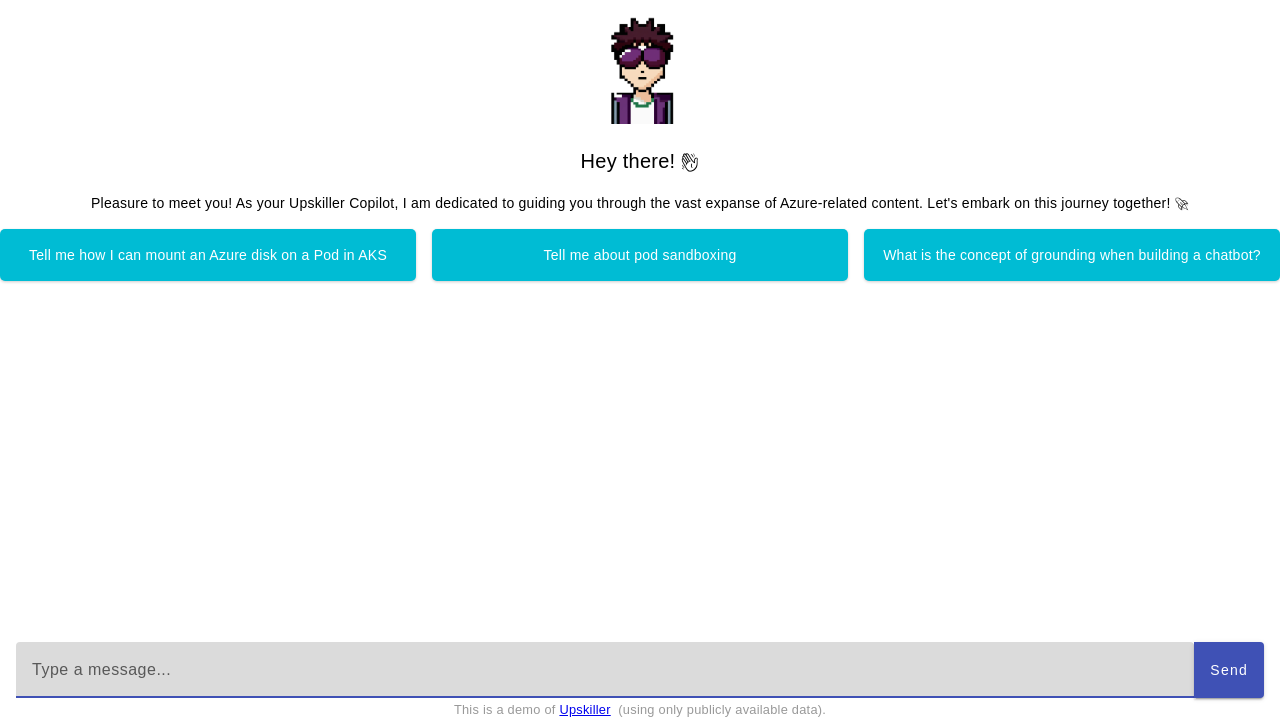 Hey there! 👋
Pleasure to meet you! As your Upskiller Copilot, I am dedicated to guiding you through the vast expanse of Azure-related content. Let's embark on this journey together! 🚀
Tell me how I can mount an Azure disk on a Pod in AKS
Tell me about pod sandboxing
What is the concept of grounding when building a chatbot?
Type a message...
Send
This is a demo of Upskiller (using only publicly available data).